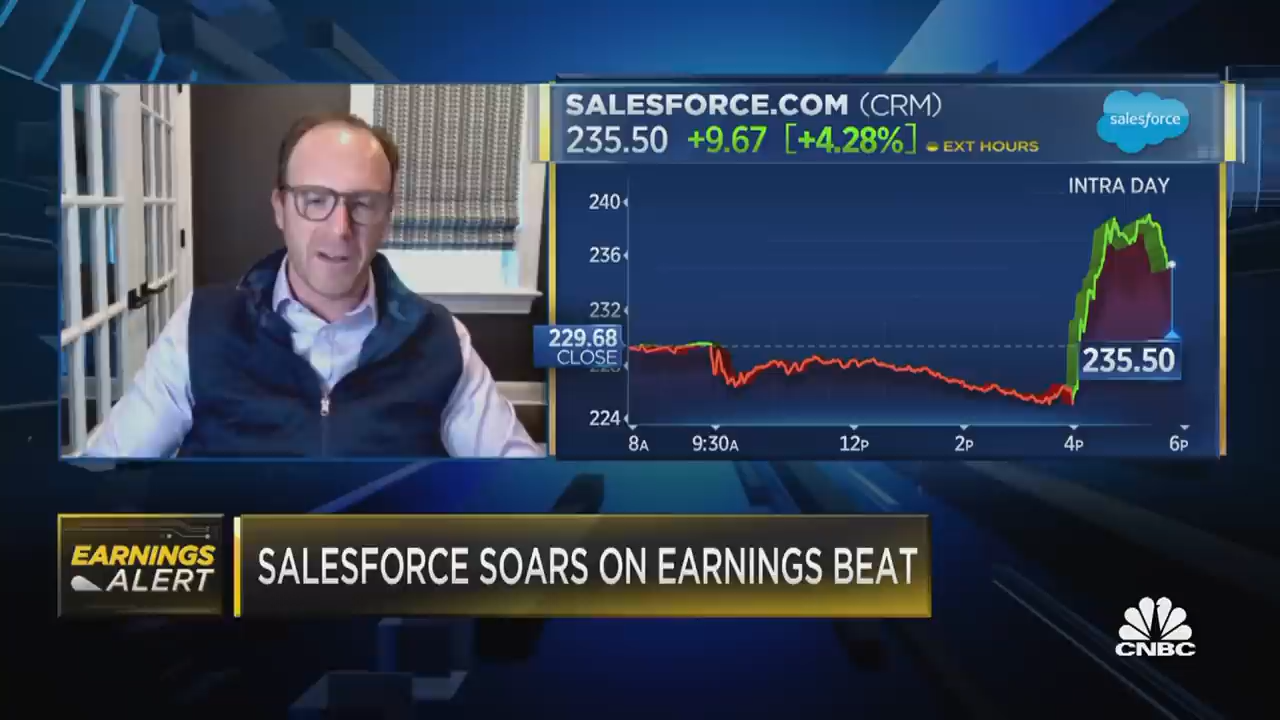 SALESFORCE.COM (CRM)
235.50 +9.67 [+4.28%] EXT HOURS
salesforce
INTRA DAY
240
236
232
229.68
CLOSE
228
224
235.50
8A 9:30A 12P 2P 4P 6P
EARNINGS
ALERT
SALESFORCE SOARS ON EARNINGS BEAT
CNBC